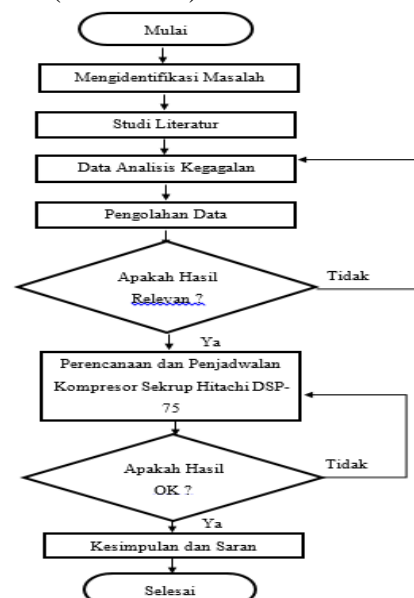 Mulai
Mengidentifikasi Masalah
Studi Literatur
Data Analisis Kegagalan
Pengolahan Data
Apakah Hasil
Relevan ?
Tidak
Ya
Perencanaan dan Penjadwalan
Kompresor Sekrup Hitachi DSP-
75
Apakah Hasil
OK ?
Tidak
Ya
Kesimpulan dan Saran
Selesai